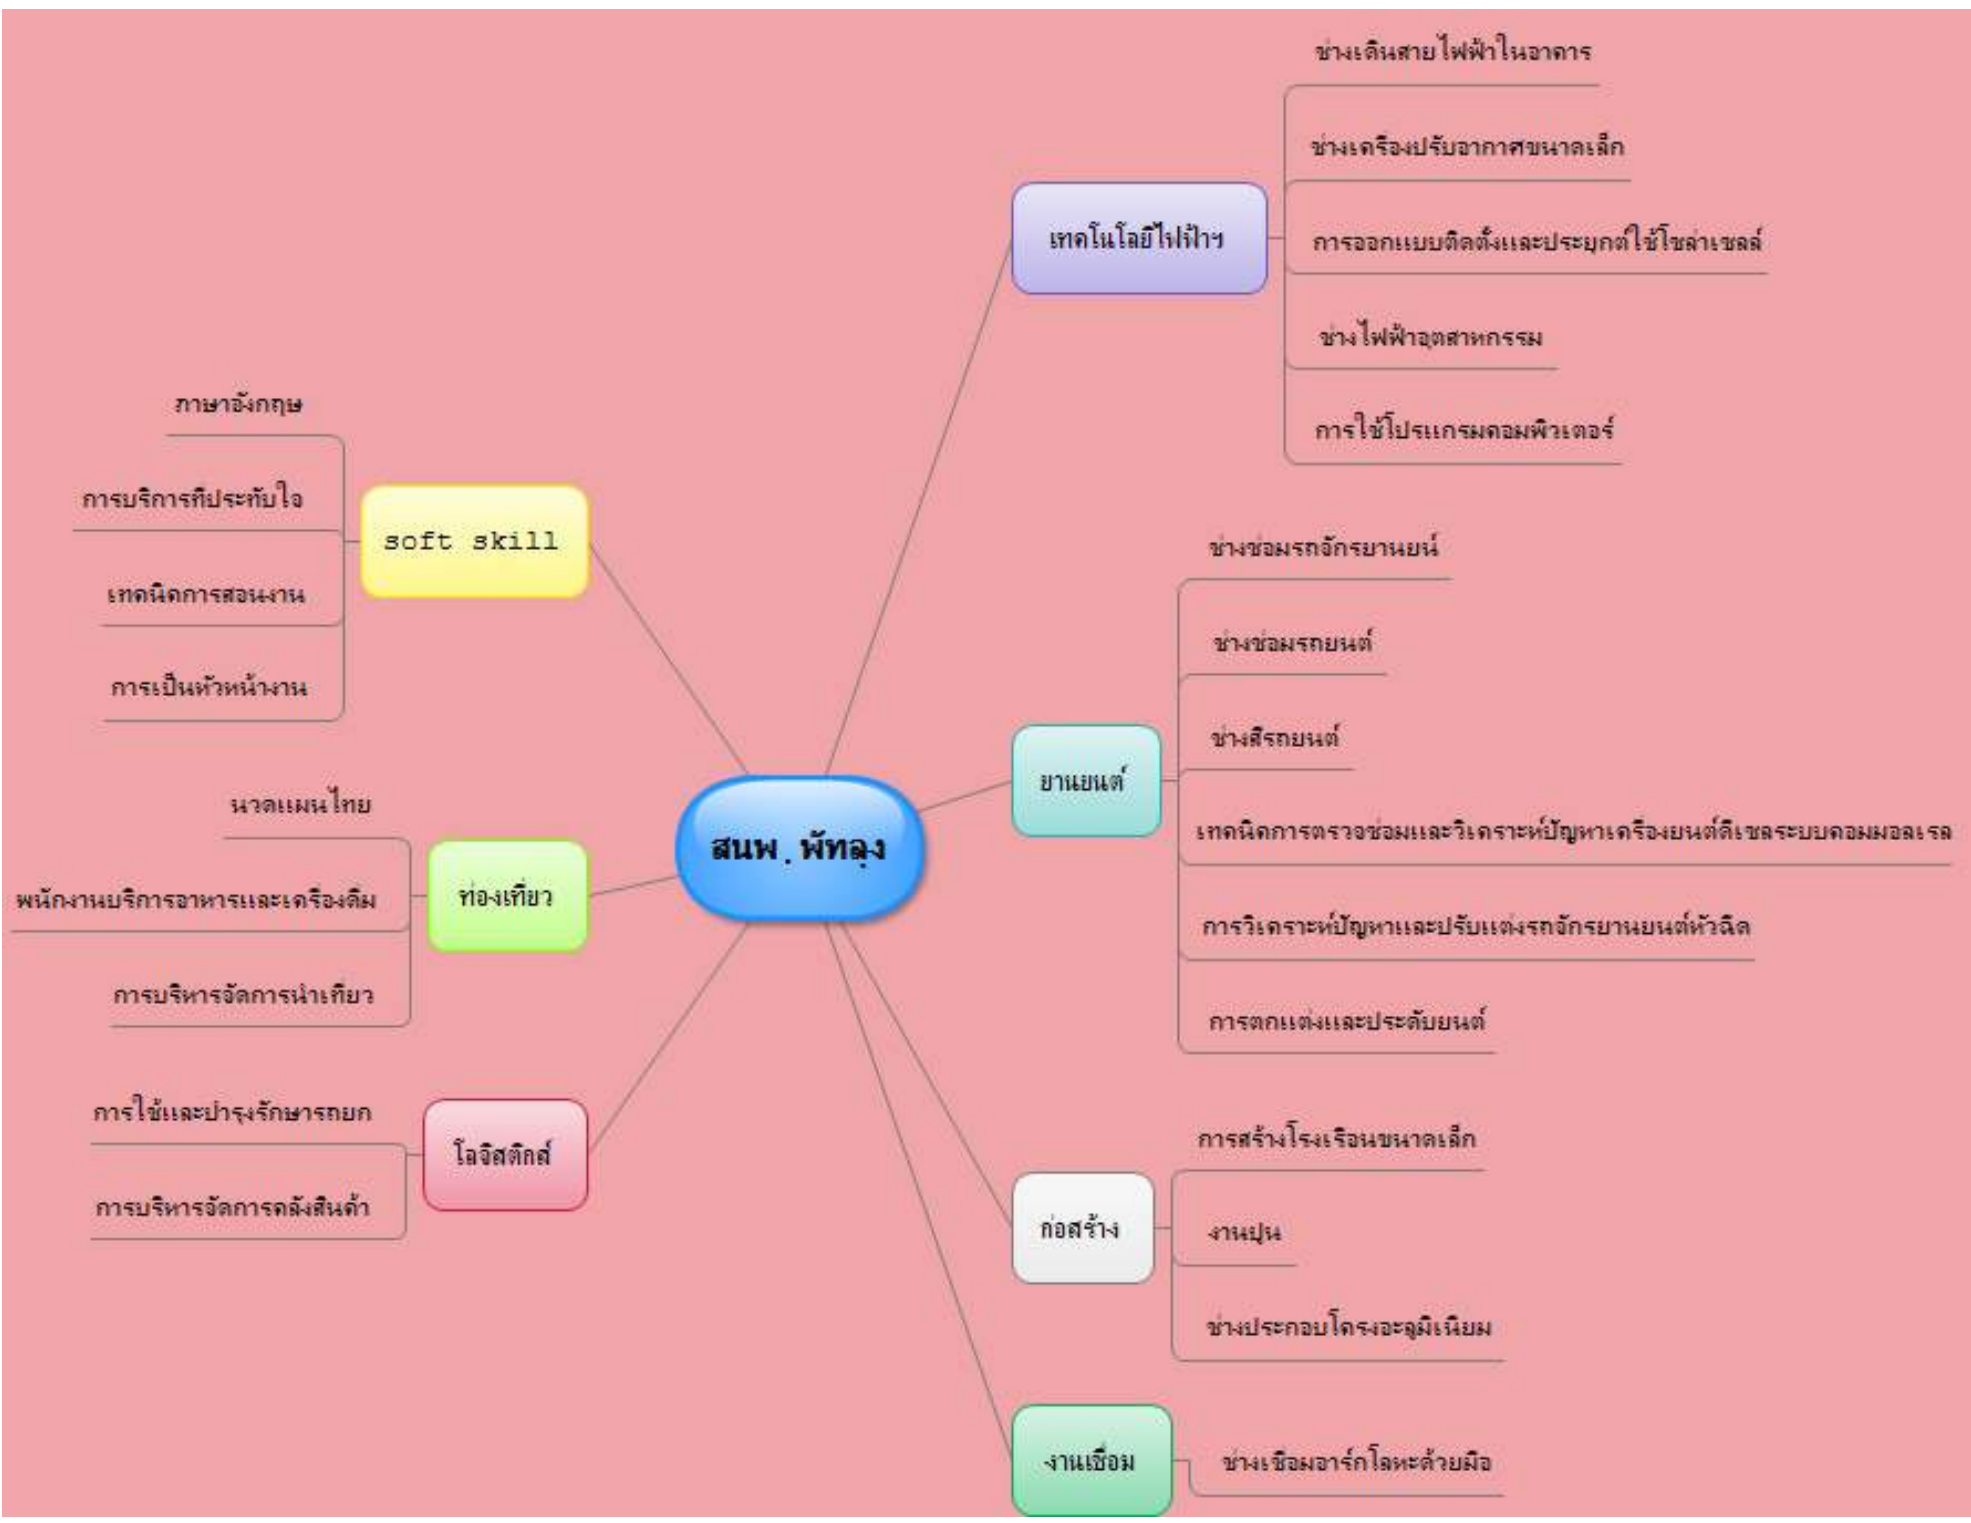 ช่างเดินสายไฟฟ้าในอาคาร
ช่างเครื่องปรับอากาศขนาดเล็ก
เทคโนโลยีไฟฟ้าฯ
การออกแบบติดตั้งและประยุกต์ใช้โซล่าเซลล์
ช่างไฟฟ้าอุตสาหกรรม
การใช้โปรแกรมคอมพิวเตอร์
ภาษาอังกฤษ
การบริการที่ประทับใจ
soft skill
เทคนิคการสอนงาน
การเป็นหัวหน้างาน
ช่างซ่อมรถจักรยานยน์
ช่างซ่อมรถยนต์
ช่างสีรถยนต์
ยานยนต์
เทคนิคการตรวจซ่อมและวิเคราะห์ปัญหาเครื่องยนต์ดีเซลระบบคอมมอลเรล
การวิเคราะห์ปัญหาและปรับแต่งรถจักรยานยนต์หัวฉีด
การตกแต่งและประดับยนต์
สนพ.พัทลุง
นวดแผนไทย
พนักงานบริการอาหารและเครื่องดื่ม
ท่องเที่ยว
การบริหารจัดการนำเที่ยว
การใช้และบำรุงรักษารถยก
โลจิสติกส์
การบริหารจัดการคลังสินค้า
การสร้างโรงเรือนขนาดเล็ก
ก่อสร้าง
งานปูน
ช่างประกอบโครงอะลูมิเนียม
งานเชื่อม
ช่างเชื่อมอาร์กโลหะด้วยมือ